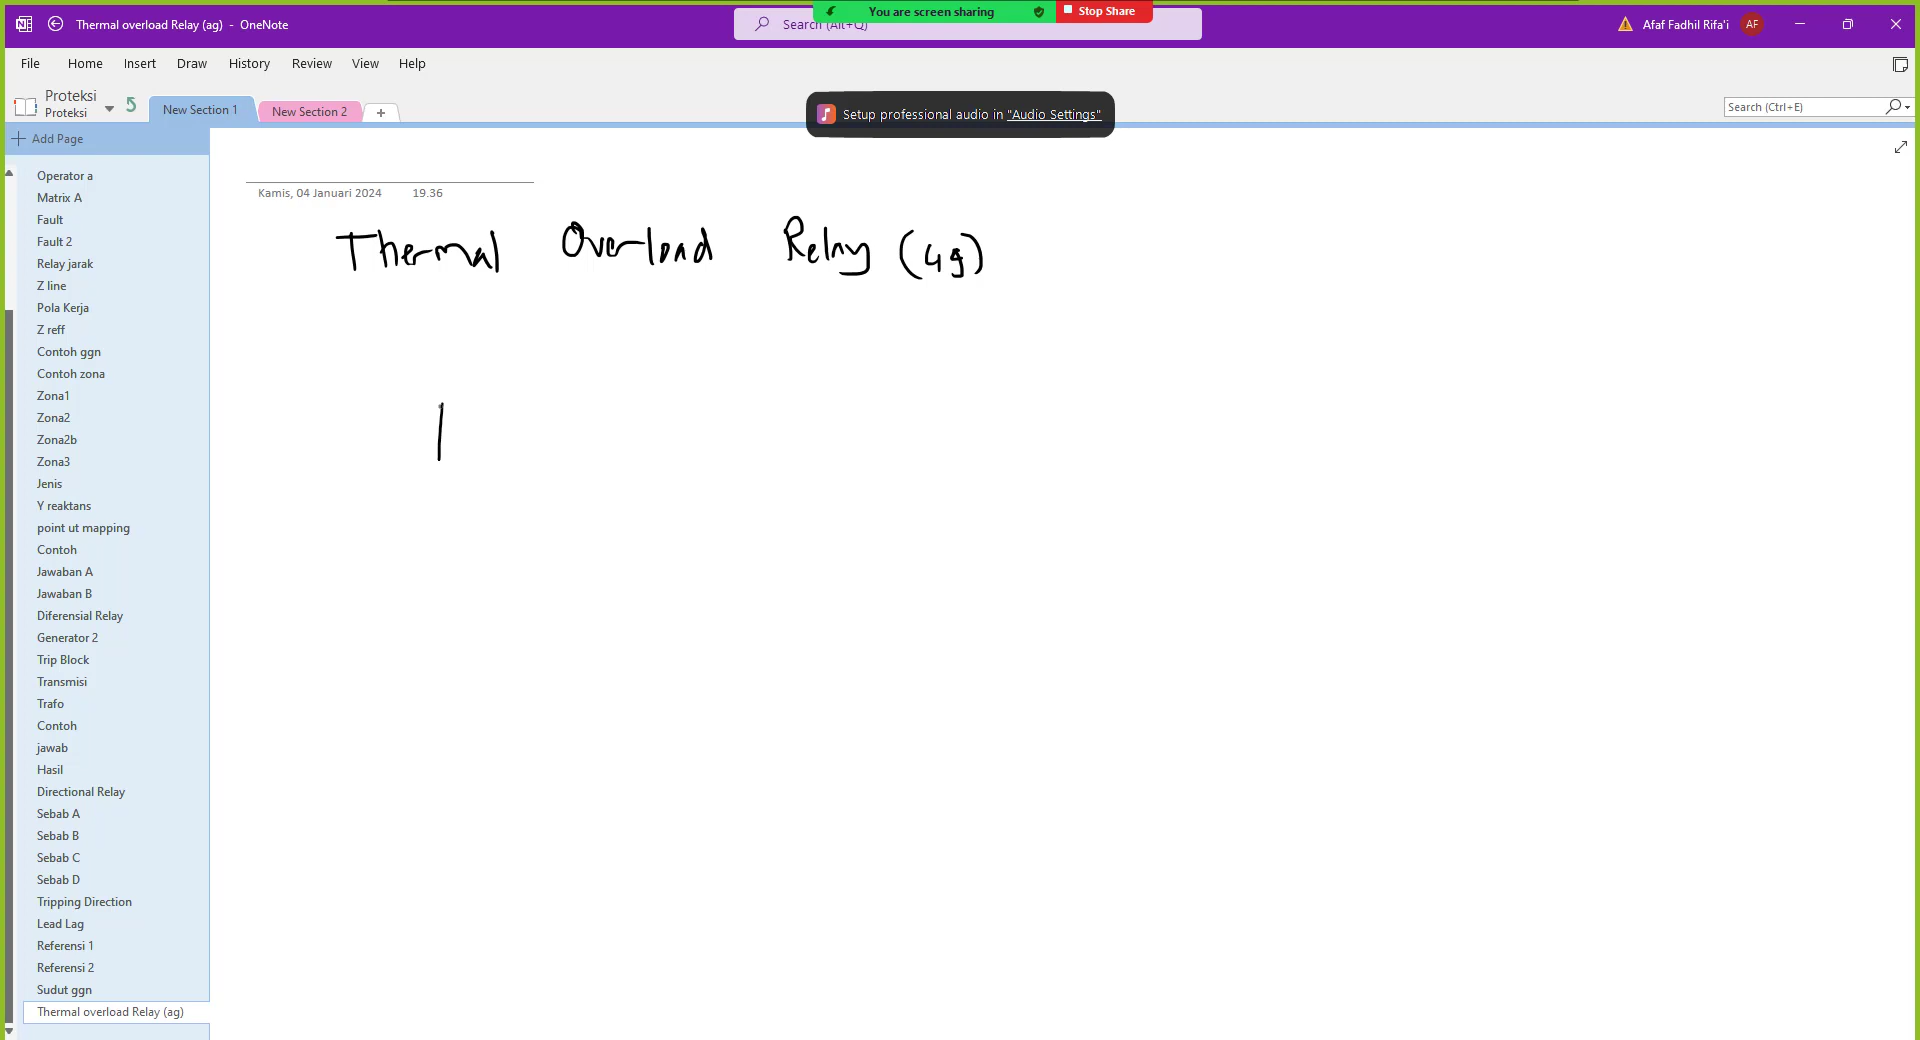 Thermal overload Relay (ag) - OneNote
Search (Alt+Q)
You are screen sharing
Stop Share
Afaf Fadhil Rifa'i
AF
File
Home
Insert
Draw
History
Review
View
Help
Proteksi
Proteksi
New Section 1
New Section 2
Setup professional audio in "Audio Settings"
Search (Ctrl+E)
Add Page
Operator a
Matrix A
Fault
Fault 2
Relay jarak
Z line
Pola Kerja
Z reff
Contoh ggn
Contoh zona
Zona1
Zona2
Zona2b
Zona3
Jenis
Y reaktans
point ut mapping
Contoh
Jawaban A
Jawaban B
Diferensial Relay
Generator 2
Trip Block
Transmisi
Trafo
Contoh
jawab
Hasil
Directional Relay
Sebab A
Sebab B
Sebab C
Sebab D
Tripping Direction
Lead Lag
Referensi 1
Referensi 2
Sudut ggn
Thermal overload Relay (ag)
Kamis, 04 Januari 2024 19.36
Thermal Overload Relay (49)